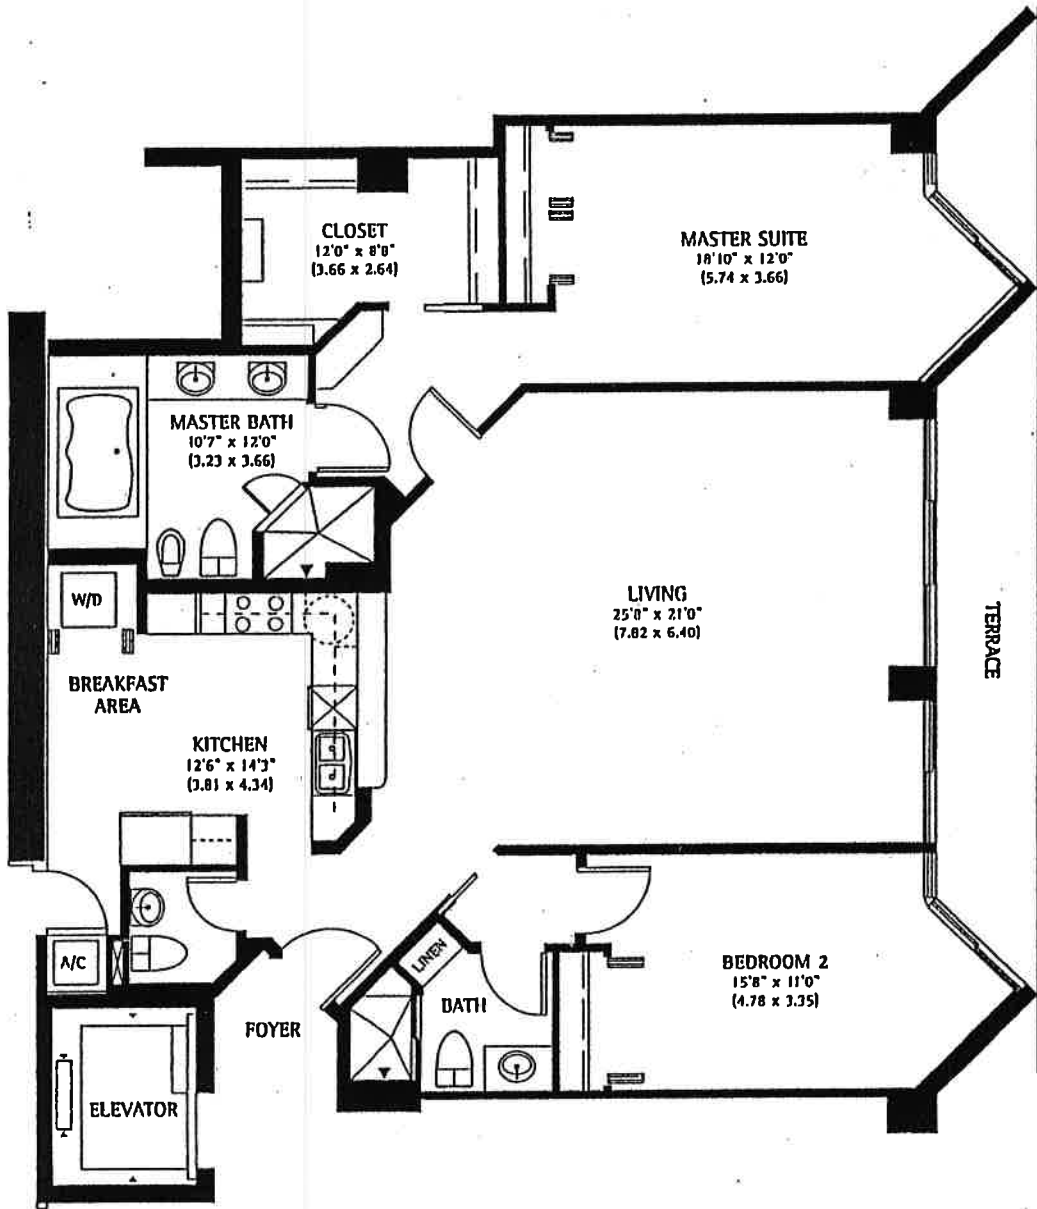 CLOSET
12'0" x 8'8"
(3.66 x 2.64)
MASTER SUITE
18'10" x 12'0"
(5.74 x 3.66)
MASTER BATH
10'7" x 12'0"
(3.23 x 3.66)
W/D
LIVING
25'8" x 21'0"
(7.82 x 6.40)
TERRACE
BREAKFAST
AREA
KITCHEN
12'6" x 14'3"
(3.81 x 4.34)
A/C
LINEN
BATH
BEDROOM 2
15'8" x 11'0"
(4.78 x 3.35)
FOYER
ELEVATOR